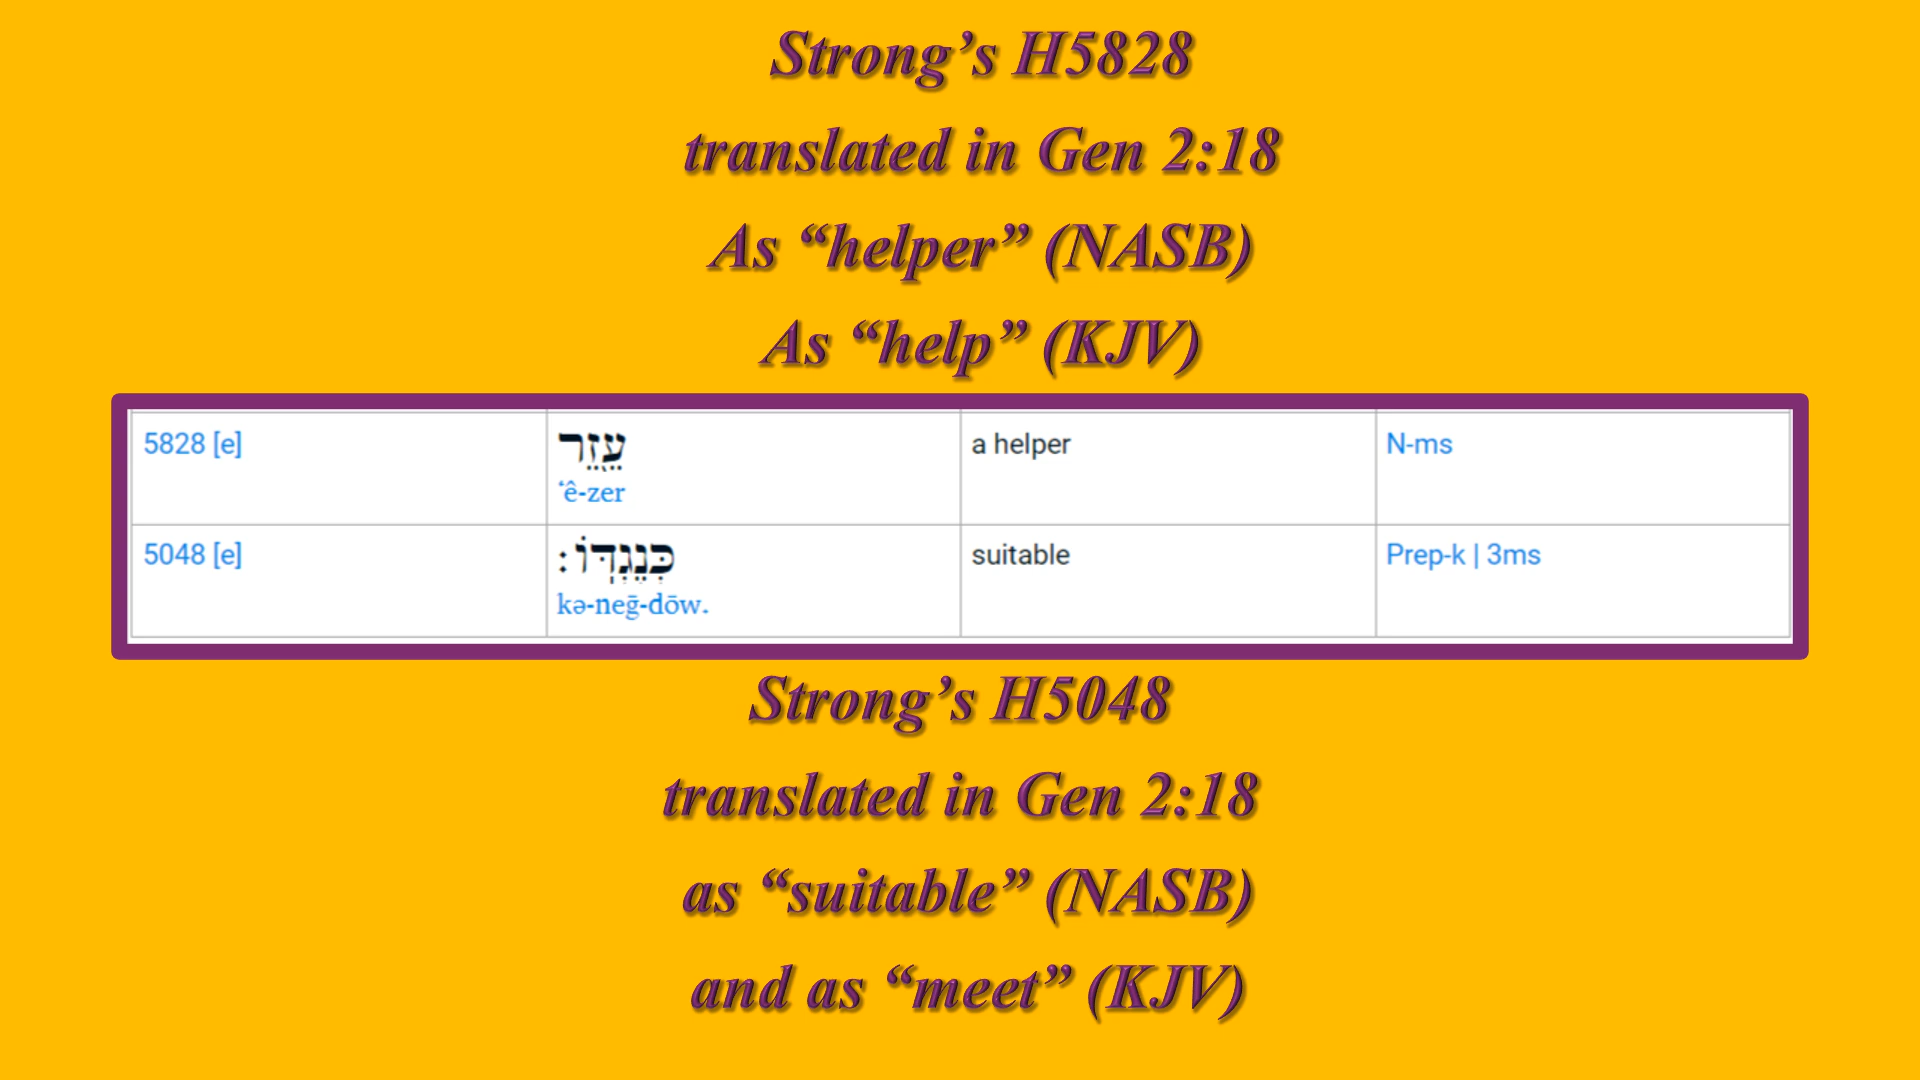 Strong’s H5828
translated in Gen 2:18
As “helper” (NASB)
As “help” (KJV)
5828 [e] עֵ֖זֶר a helper N-ms
‘ê-zer
5048 [e] כְּנֶגְדּֽוֹ׃ suitable Prep-k | 3ms
kə-neḡ-dōw.
Strong’s H5048
translated in Gen 2:18
as “suitable” (NASB)
and as “meet” (KJV)